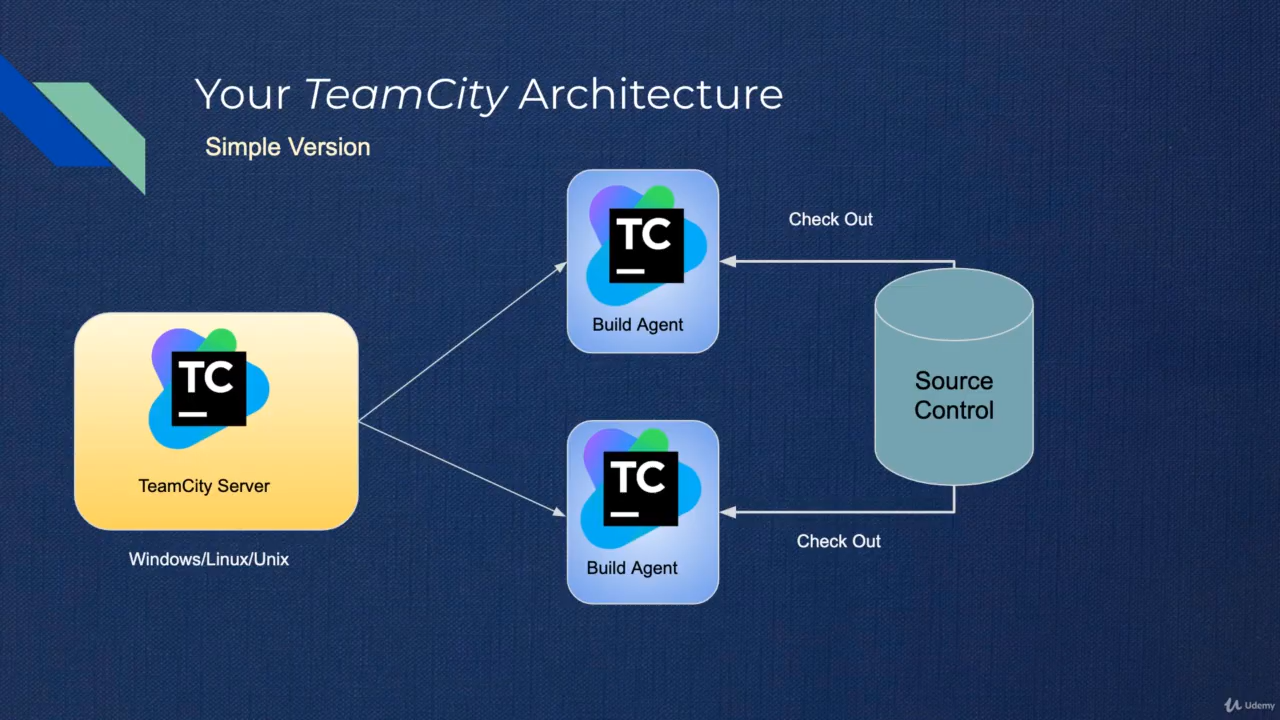 Your TeamCity Architecture
Simple Version
TC
Build Agent
Check Out
TC
TeamCity Server
Windows/Linux/Unix
Source
Control
TC
Build Agent
Check Out
Udemy